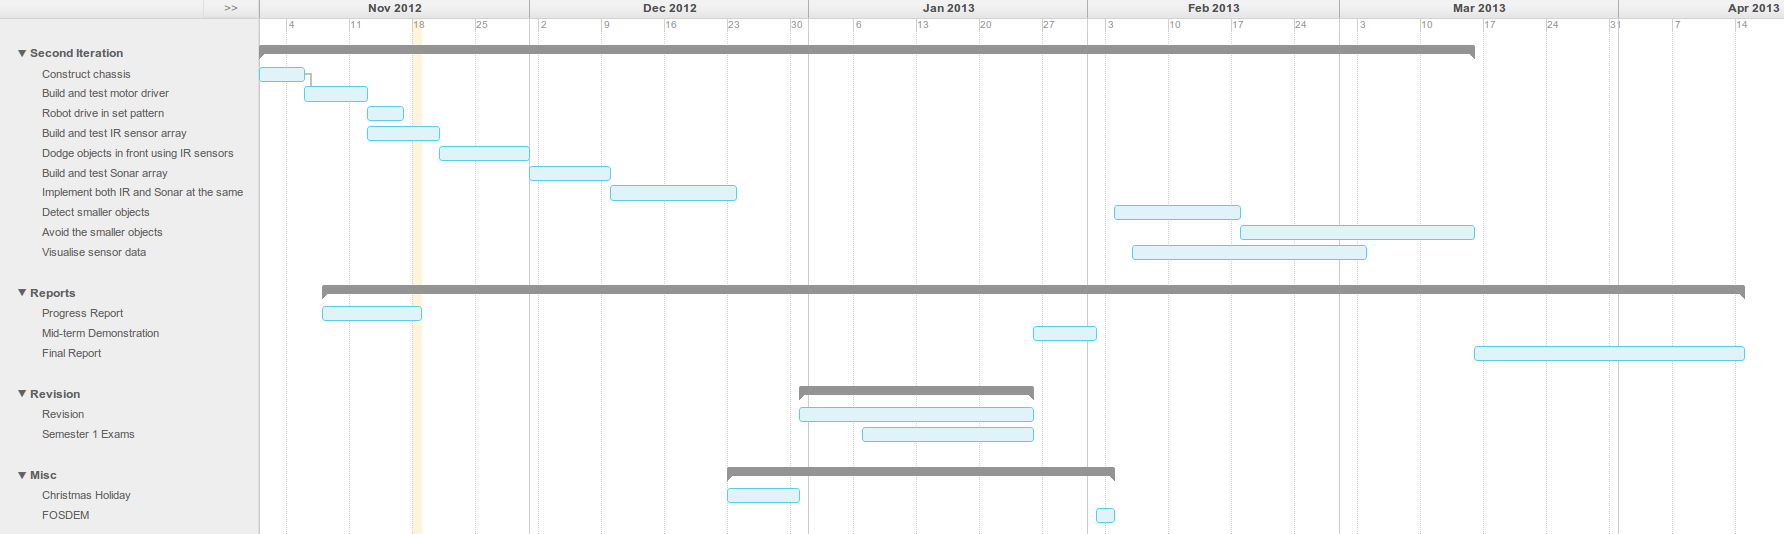 >> Nov 2012 Dec 2012 Jan 2013 Feb 2013 Mar 2013 Apr 2013
4 11 18 25 2 9 16 23 30 6 13 20 27 3 10 17 24 3 10 17 24 31 7 14
▼ Second Iteration
Construct chassis
Build and test motor driver
Robot drive in set pattern
Build and test IR sensor array
Dodge objects in front using IR sensors
Build and test Sonar array
Implement both IR and Sonar at the same
Detect smaller objects
Avoid the smaller objects
Visualise sensor data
▼ Reports
Progress Report
Mid-term Demonstration
Final Report
▼ Revision
Revision
Semester 1 Exams
▼ Misc
Christmas Holiday
FOSDEM